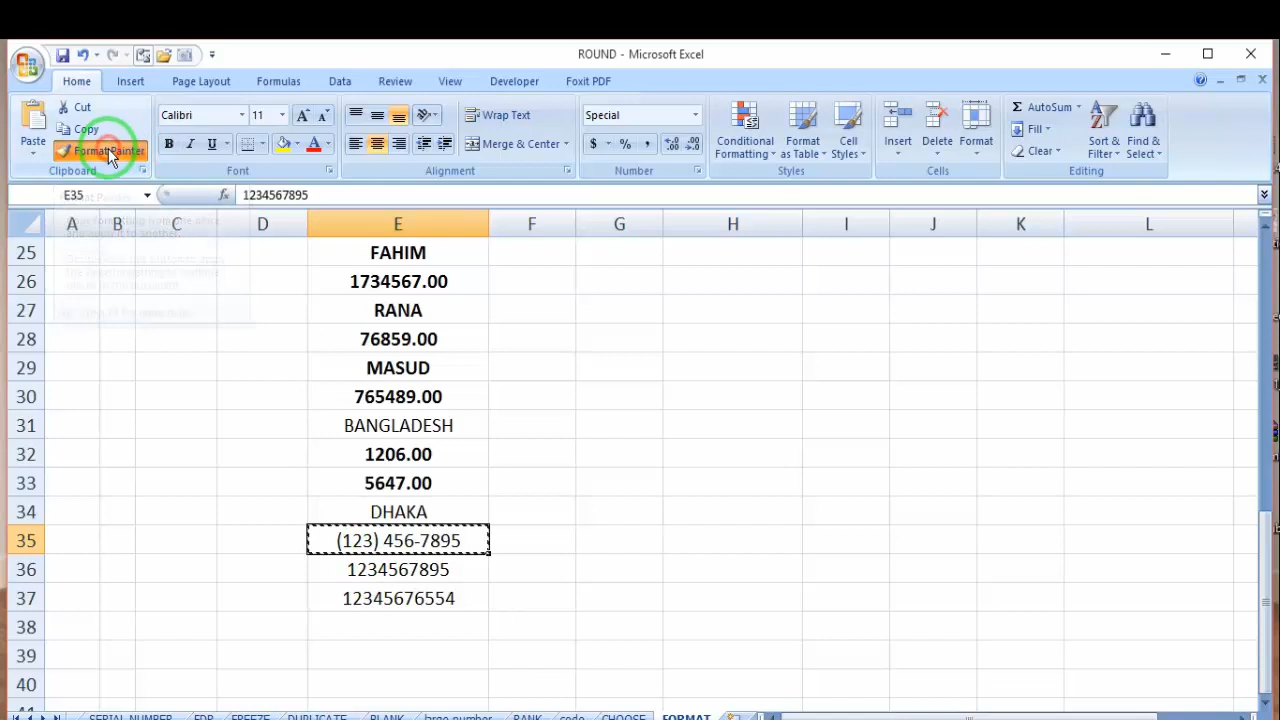 ROUND - Microsoft Excel
Home Insert Page Layout Formulas Data Review View Developer Foxit PDF
Paste Cut Copy Format Painter Clipboard
Calibri 11 Font
Wrap Text Merge & Center Alignment
Special $ % , Number
Conditional Formatting Format as Table Cell Styles Styles
Insert Delete Format Cells
AutoSum Fill Clear Sort & Filter Find & Select Editing
E35 fx 1234567895
A B C D E F G H I J K L
25 FAHIM
26 1734567.00
27 RANA
28 76859.00
29 MASUD
30 765489.00
31 BANGLADESH
32 1206.00
33 5647.00
34 DHAKA
35 (123) 456-7895
36 1234567895
37 12345676554
38
39
40
41
SERIAL NUMBER FDR FREEZE DUPLICATE BLANK large number RANK code CHOOSE FORMAT